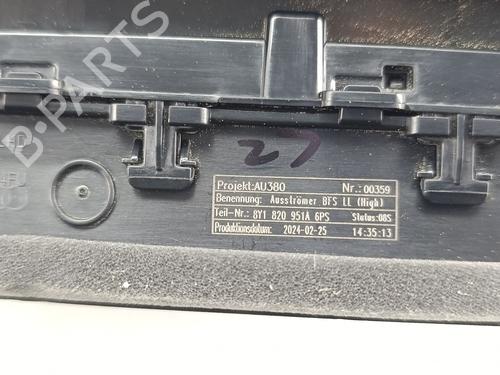 B-PARTS
27
Projekt:AU380 Nr.:00359
Benennung: Ausströmer BFS LL (High)
Teil-Nr.: 8Y1 820 951A 6PS Status:08S
Produktionsdatum: 2024-02-25 14:35:13